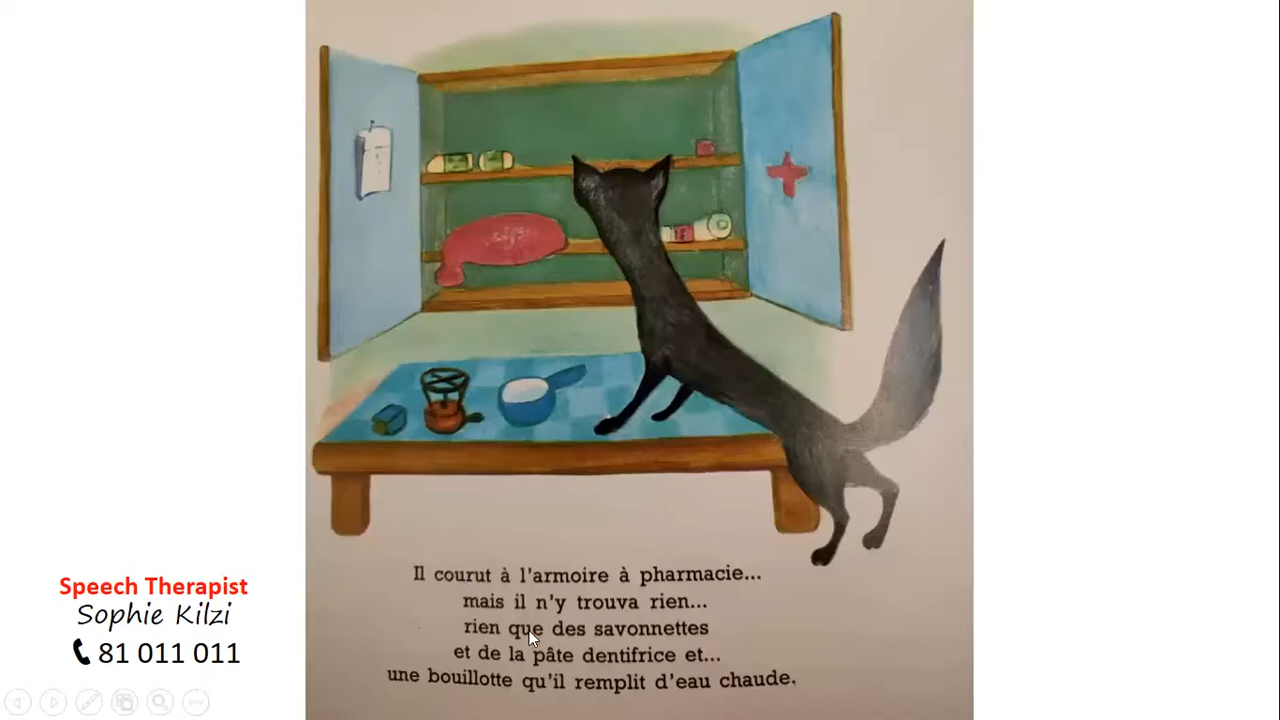 Il courut à l'armoire à pharmacie...
mais il n'y trouva rien...
rien que des savonnettes
et de la pâte dentifrice et...
une bouillotte qu'il remplit d'eau chaude.
Speech Therapist
Sophie Kilzi
81 011 011